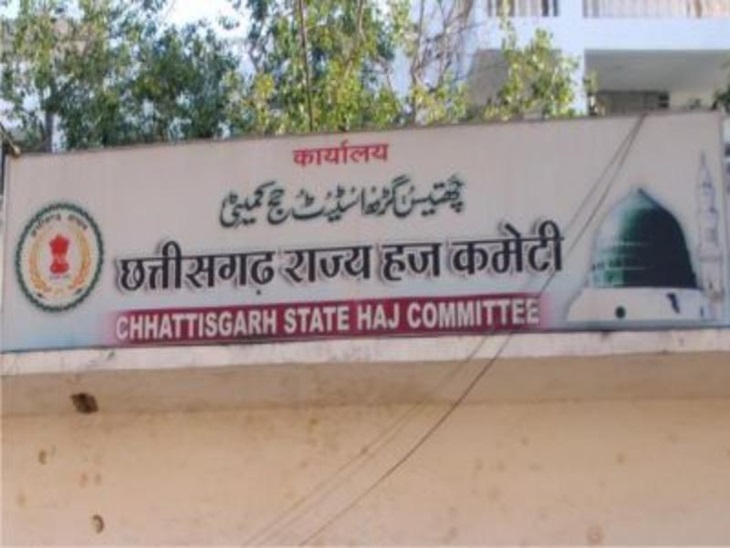 कार्यालय
چھتیس گڑھ اسٹیٹ حج کمیٹی
छत्तीसगढ़ राज्य हज कमेटी
CHHATTISGARH STATE HAJ COMMITTEE